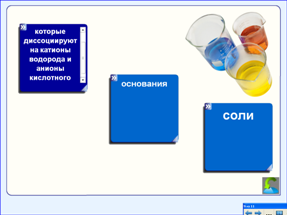 которые
диссоциируют
на катионы
водорода и
анионы
кислотного
основания
соли